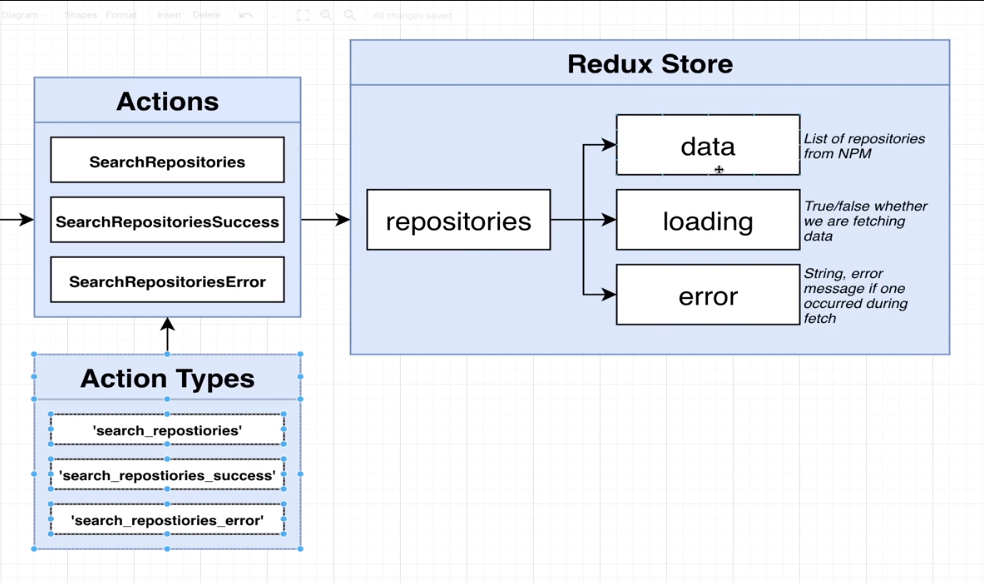 Diagram
Shapes
Format
Insert
Delete
All changes saved
Actions
SearchRepositories
SearchRepositoriesSuccess
SearchRepositoriesError
Action Types
'search_repostiories'
'search_repostiories_success'
'search_repostiories_error'
Redux Store
repositories
data
List of repositories
from NPM
loading
True/false whether
we are fetching
data
error
String, error
message if one
occurred during
fetch